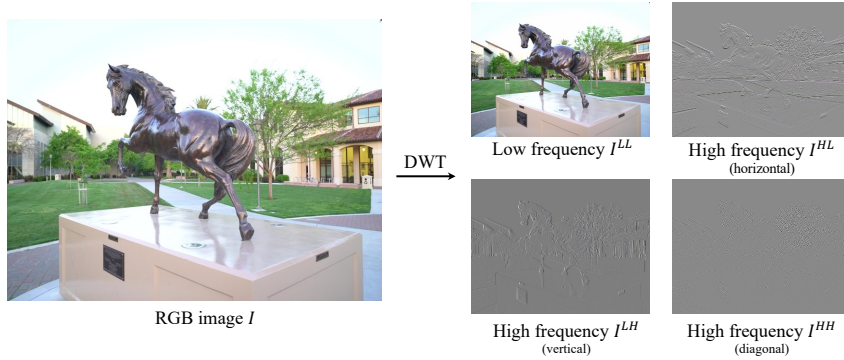 RGB image I
DWT
Low frequency I^{LL}
High frequency I^{HL}
(horizontal)
High frequency I^{LH}
(vertical)
High frequency I^{HH}
(diagonal)